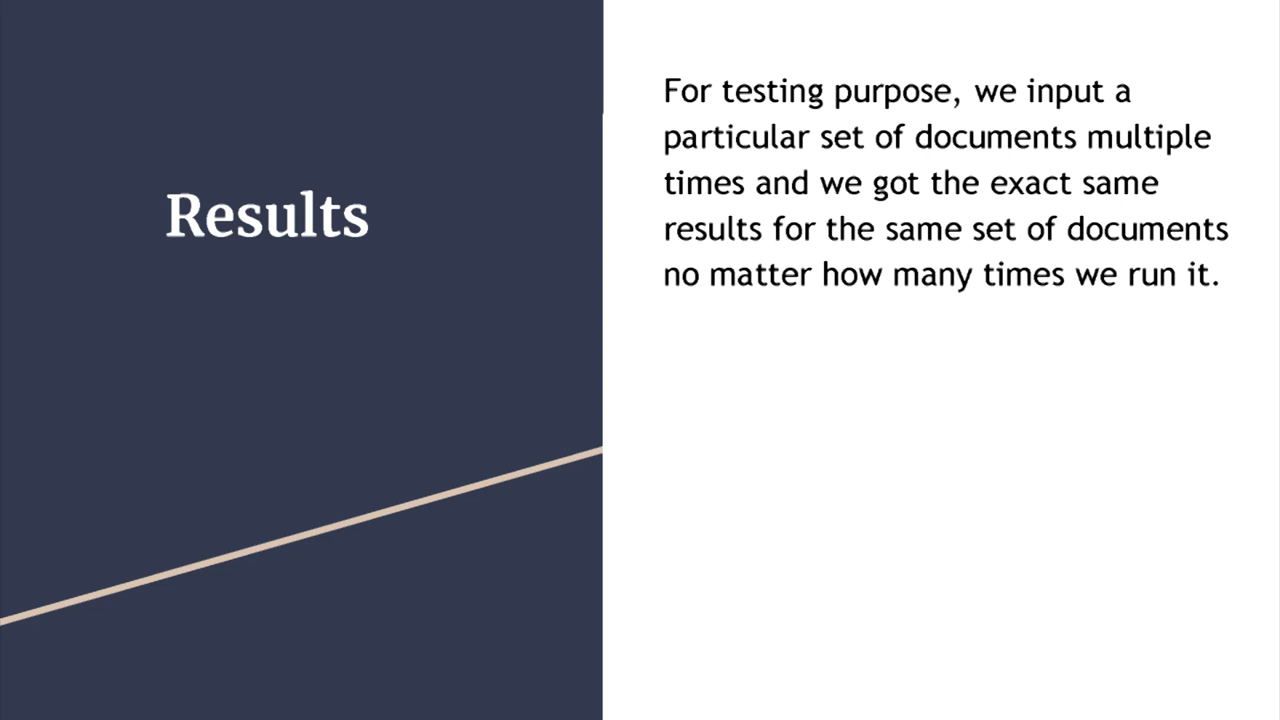 Results
For testing purpose, we input a
particular set of documents multiple
times and we got the exact same
results for the same set of documents
no matter how many times we run it.